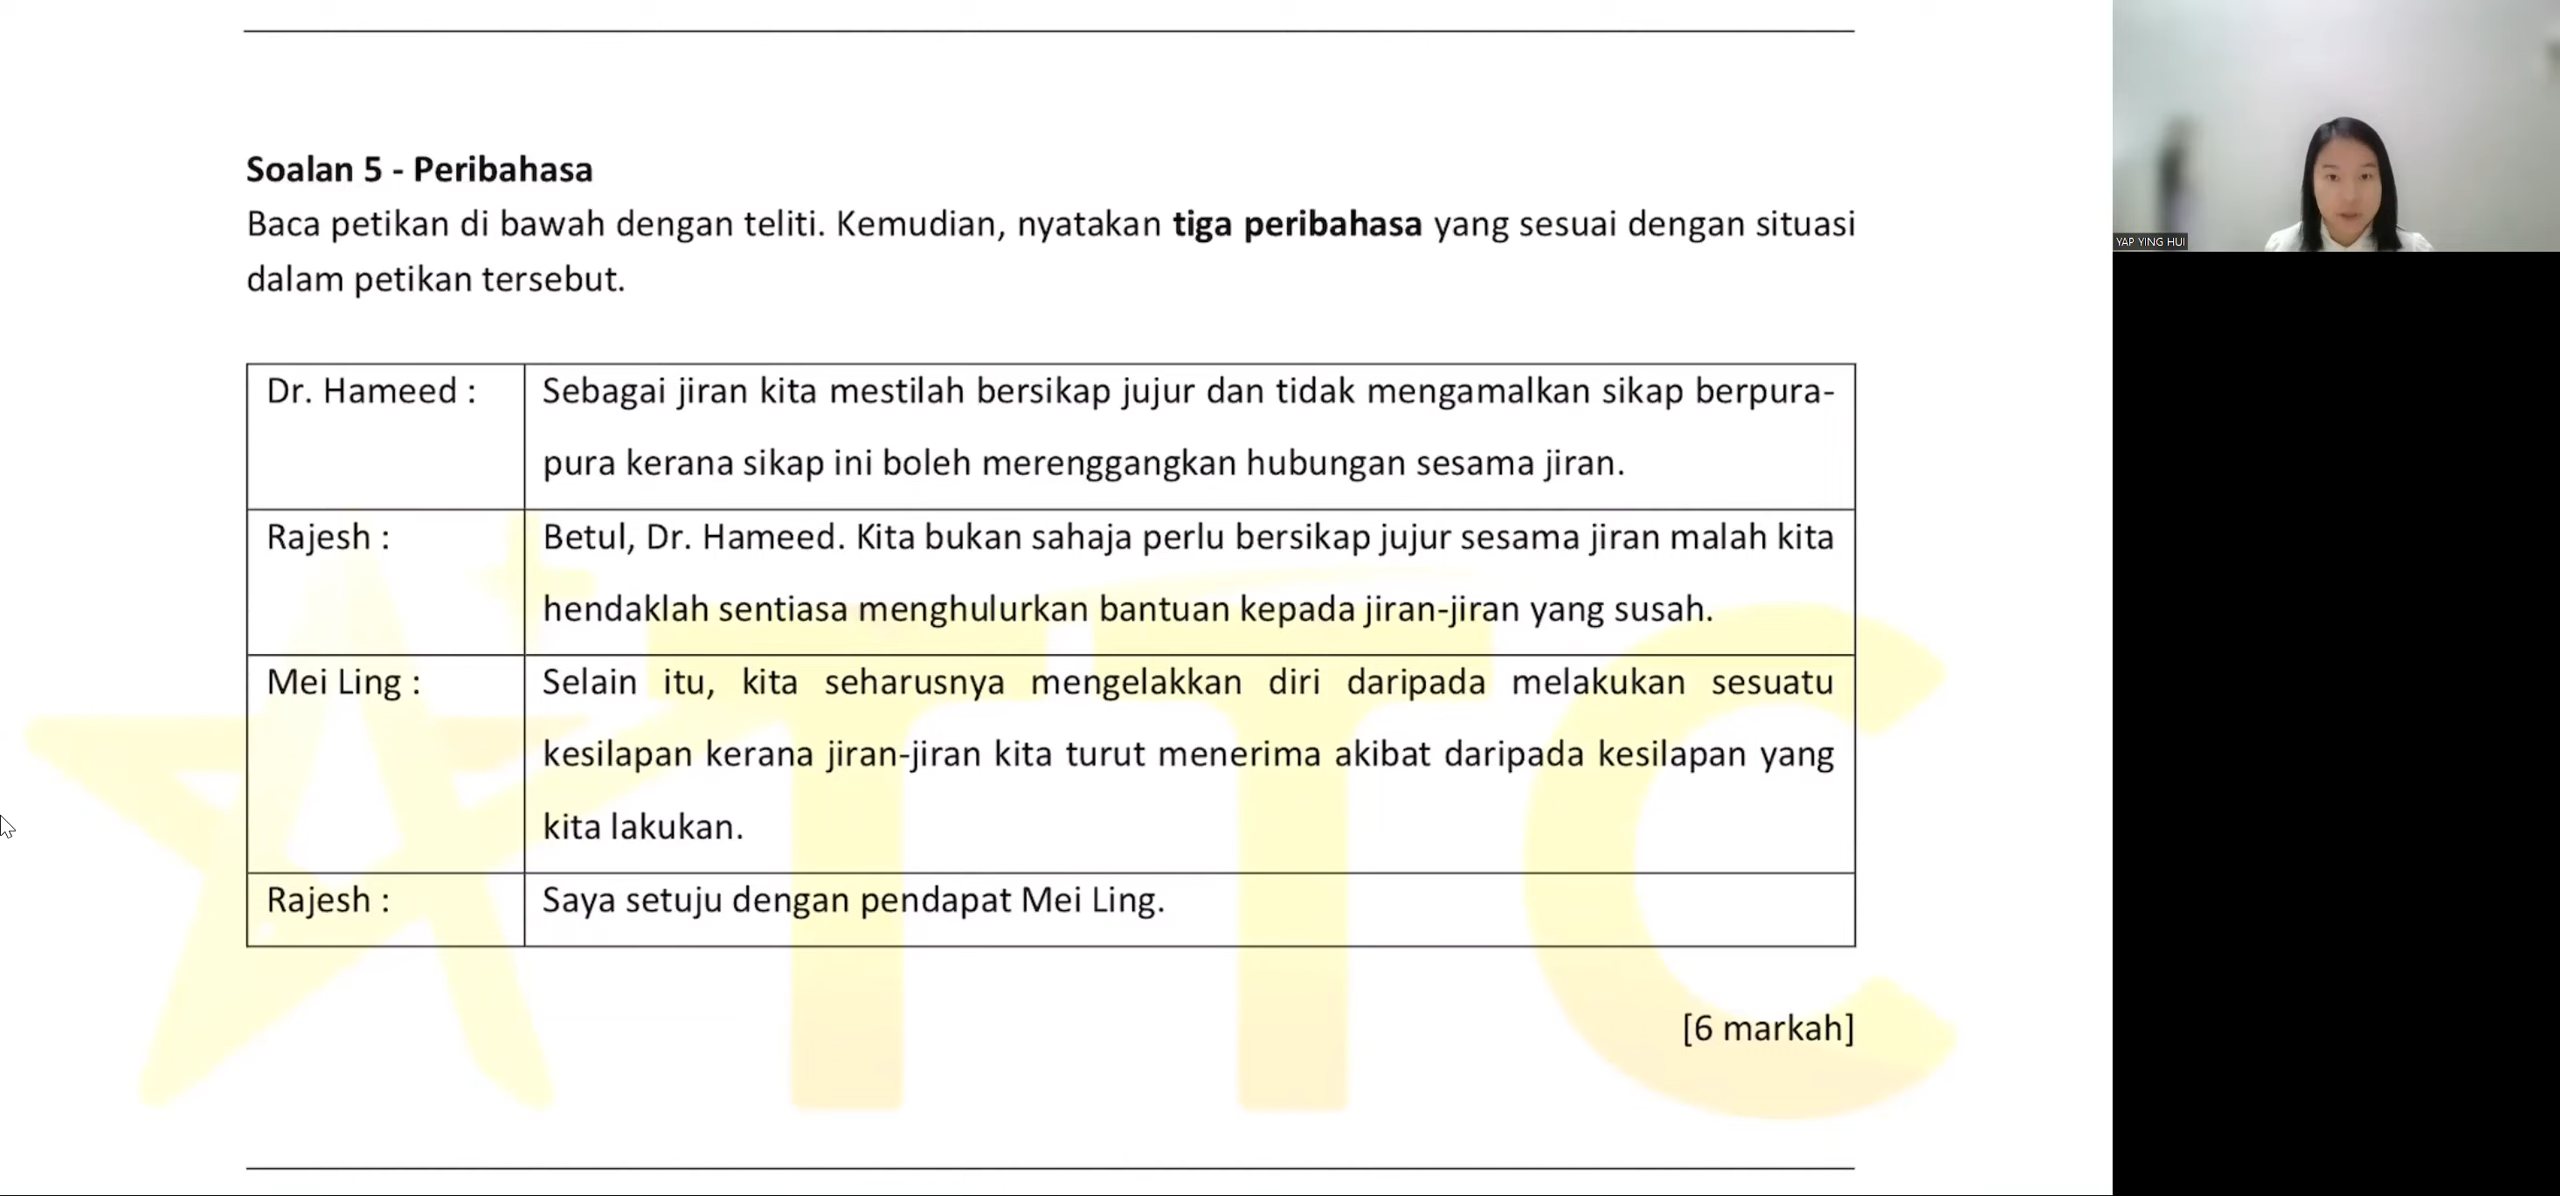 Soalan 5 - Peribahasa
Baca petikan di bawah dengan teliti. Kemudian, nyatakan tiga peribahasa yang sesuai dengan situasi
dalam petikan tersebut.
Dr. Hameed :
Sebagai jiran kita mestilah bersikap jujur dan tidak mengamalkan sikap berpura-
pura kerana sikap ini boleh merenggangkan hubungan sesama jiran.
Rajesh :
Betul, Dr. Hameed. Kita bukan sahaja perlu bersikap jujur sesama jiran malah kita
hendaklah sentiasa menghulurkan bantuan kepada jiran-jiran yang susah.
Mei Ling :
Selain itu, kita seharusnya mengelakkan diri daripada melakukan sesuatu
kesilapan kerana jiran-jiran kita turut menerima akibat daripada kesilapan yang
kita lakukan.
Rajesh :
Saya setuju dengan pendapat Mei Ling.
[6 markah]
TTC
YAP YING HUI